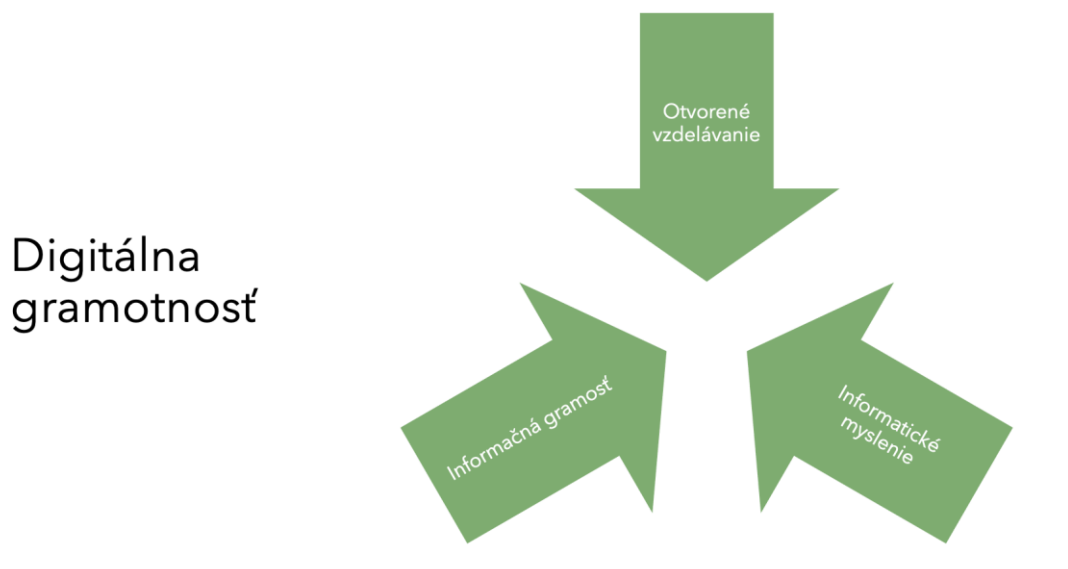 Digitálna
gramotnosť
Otvorené
vzdelávanie
Informačná gramosť
Informatické
myslenie